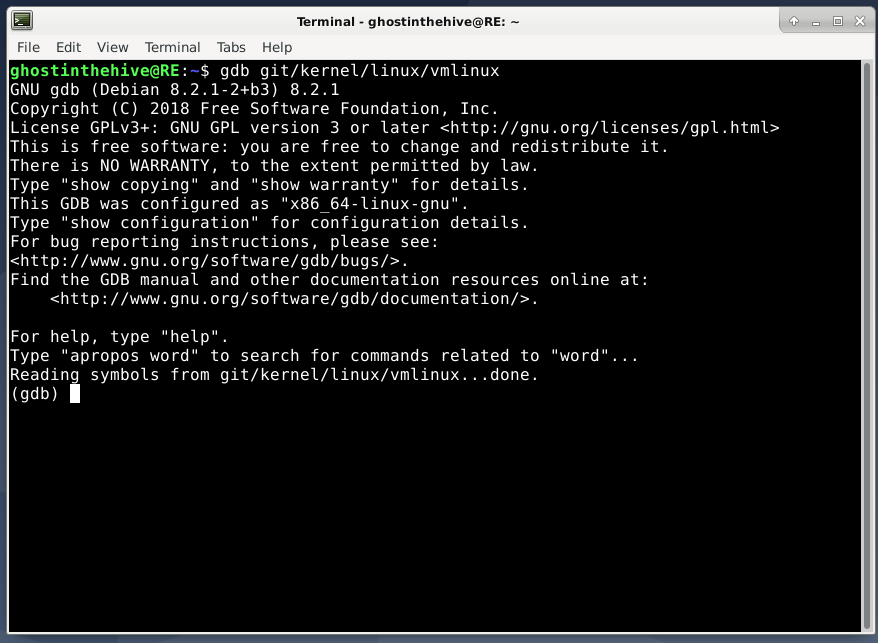 Terminal - ghostinthehive@RE: ~
File Edit View Terminal Tabs Help
ghostinthehive@RE:~$ gdb git/kernel/linux/vmlinux
GNU gdb (Debian 8.2.1-2+b3) 8.2.1
Copyright (C) 2018 Free Software Foundation, Inc.
License GPLv3+: GNU GPL version 3 or later <http://gnu.org/licenses/gpl.html>
This is free software: you are free to change and redistribute it.
There is NO WARRANTY, to the extent permitted by law.
Type "show copying" and "show warranty" for details.
This GDB was configured as "x86_64-linux-gnu".
Type "show configuration" for configuration details.
For bug reporting instructions, please see:
<http://www.gnu.org/software/gdb/bugs/>.
Find the GDB manual and other documentation resources online at:
    <http://www.gnu.org/software/gdb/documentation/>.

For help, type "help".
Type "apropos word" to search for commands related to "word"...
Reading symbols from git/kernel/linux/vmlinux...done.
(gdb)